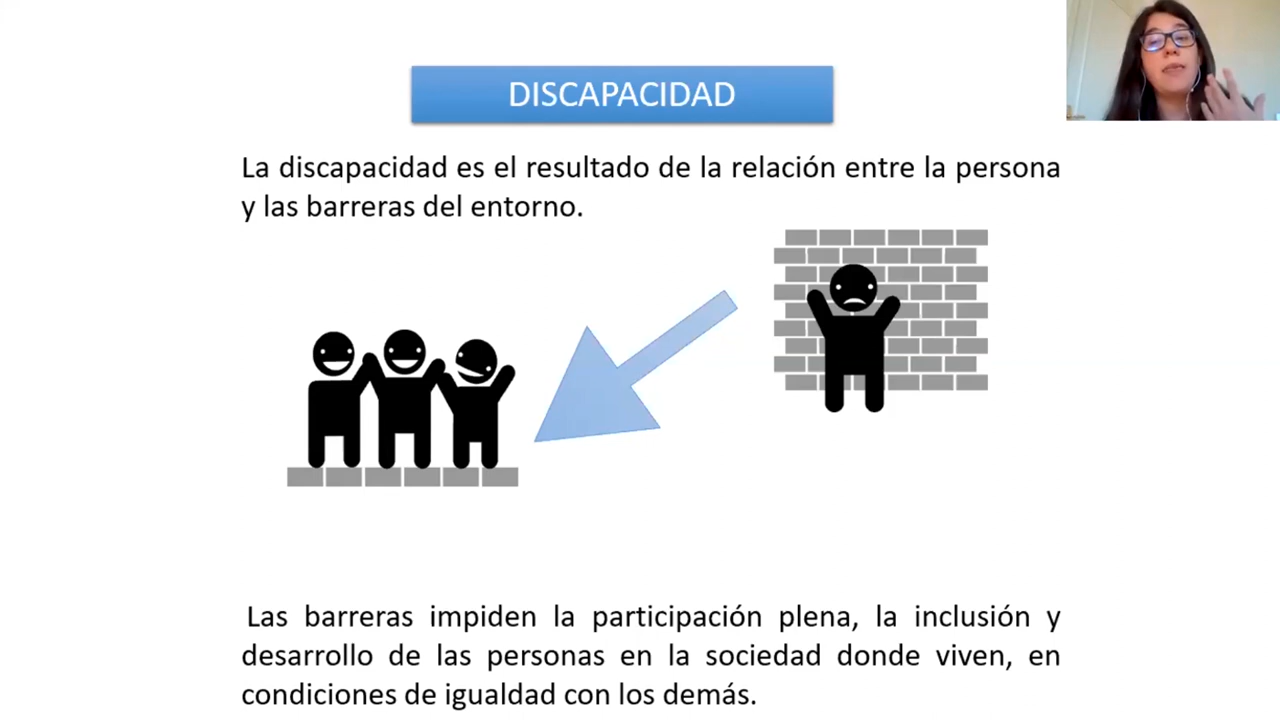 DISCAPACIDAD
La discapacidad es el resultado de la relación entre la persona
y las barreras del entorno.
Las barreras impiden la participación plena, la inclusión y
desarrollo de las personas en la sociedad donde viven, en
condiciones de igualdad con los demás.